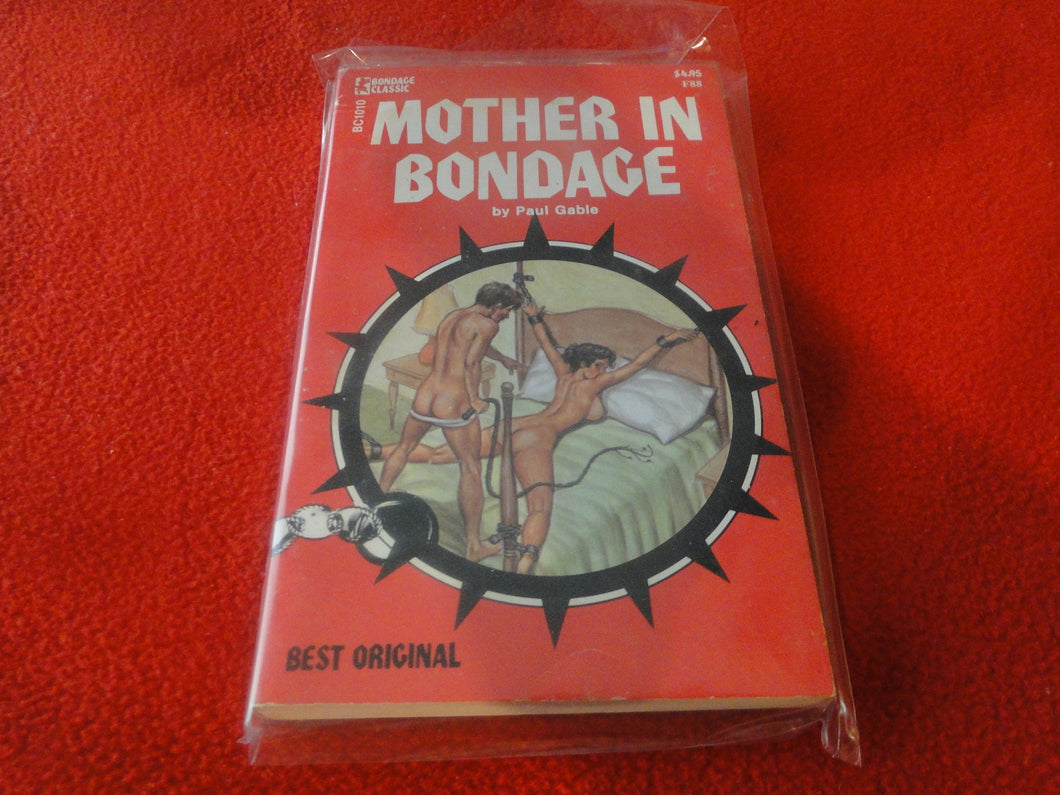 BONDAGE
CLASSIC
$4.95
F88
BC1010
MOTHER IN
BONDAGE
by Paul Gable
BEST ORIGINAL